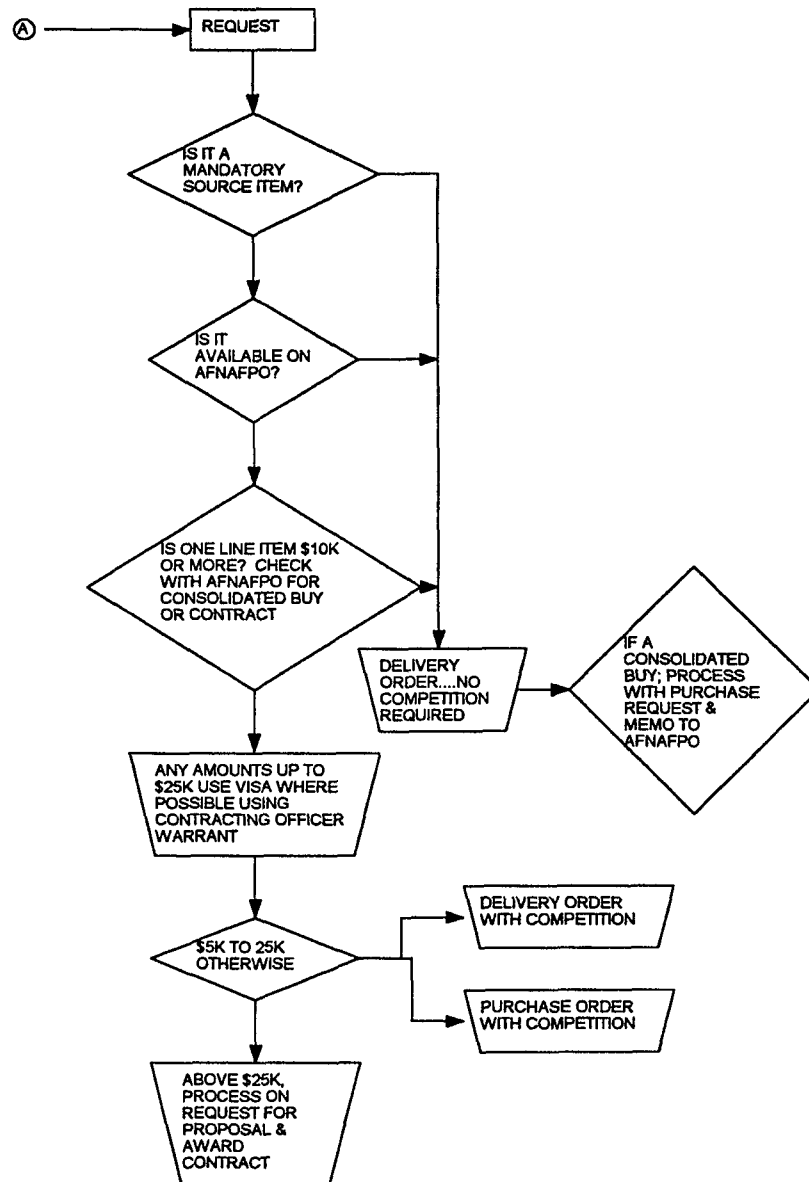 A
REQUEST
IS IT A
MANDATORY
SOURCE ITEM?
IS IT
AVAILABLE ON
AFNAFPO?
IS ONE LINE ITEM $10K
OR MORE? CHECK
WITH AFNAFPO FOR
CONSOLIDATED BUY
OR CONTRACT
DELIVERY
ORDER....NO
COMPETITION
REQUIRED
IF A
CONSOLIDATED
BUY; PROCESS
WITH PURCHASE
REQUEST &
MEMO TO
AFNAFPO
ANY AMOUNTS UP TO
$25K USE VISA WHERE
POSSIBLE USING
CONTRACTING OFFICER
WARRANT
$5K TO 25K
OTHERWISE
DELIVERY ORDER
WITH COMPETITION
PURCHASE ORDER
WITH COMPETITION
ABOVE $25K,
PROCESS ON
REQUEST FOR
PROPOSAL &
AWARD
CONTRACT